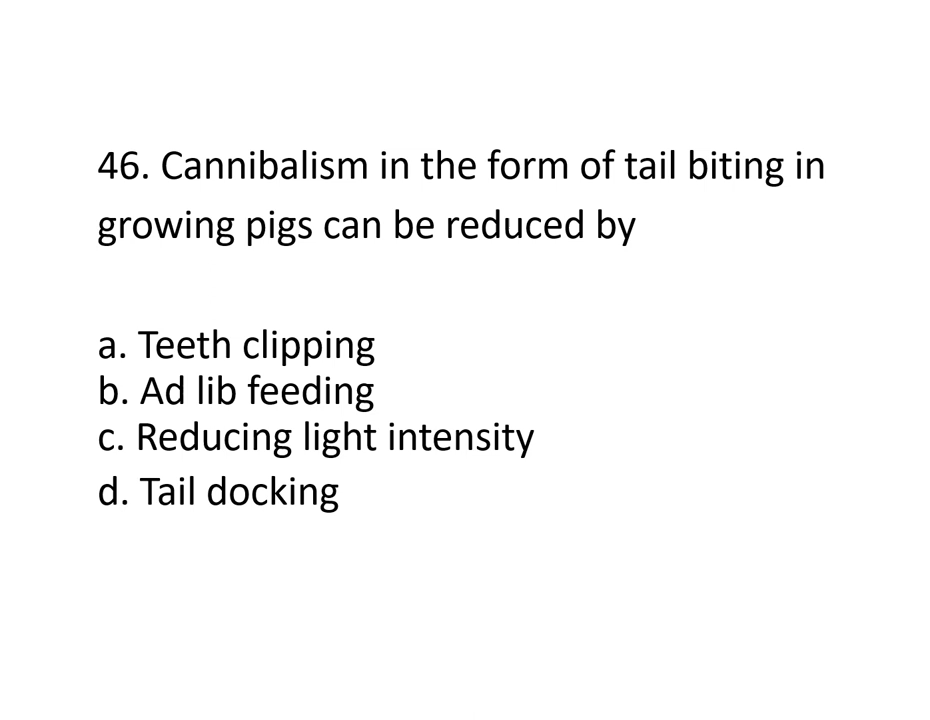 46. Cannibalism in the form of tail biting in
growing pigs can be reduced by
a. Teeth clipping
b. Ad lib feeding
c. Reducing light intensity
d. Tail docking